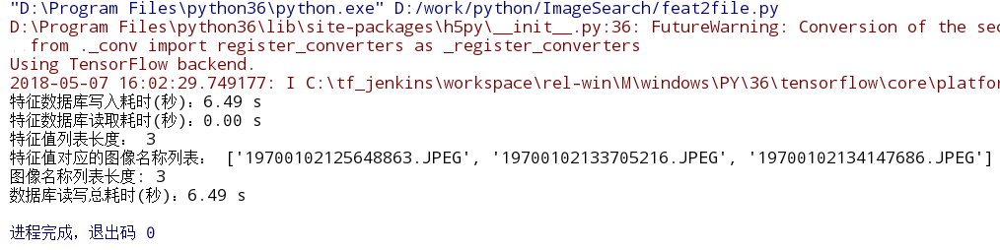 "D:\Program Files\python36\python.exe" D:/work/python/ImageSearch/feat2file.py
D:\Program Files\python36\lib\site-packages\h5py\__init__.py:36: FutureWarning: Conversion of the sec
from ._conv import register_converters as _register_converters
Using TensorFlow backend.
2018-05-07 16:02:29.749177: I C:\tf_jenkins\workspace\rel-win\M\windows\PY\36\tensorflow\core\platfor
特征数据库写入耗时(秒)：6.49 s
特征数据库读取耗时(秒)：0.00 s
特征值列表长度： 3
特征值对应的图像名称列表： ['19700102125648863.JPEG', '19700102133705216.JPEG', '19700102134147686.JPEG']
图像名称列表长度: 3
数据库读写总耗时(秒)：6.49 s
进程完成，退出码 0